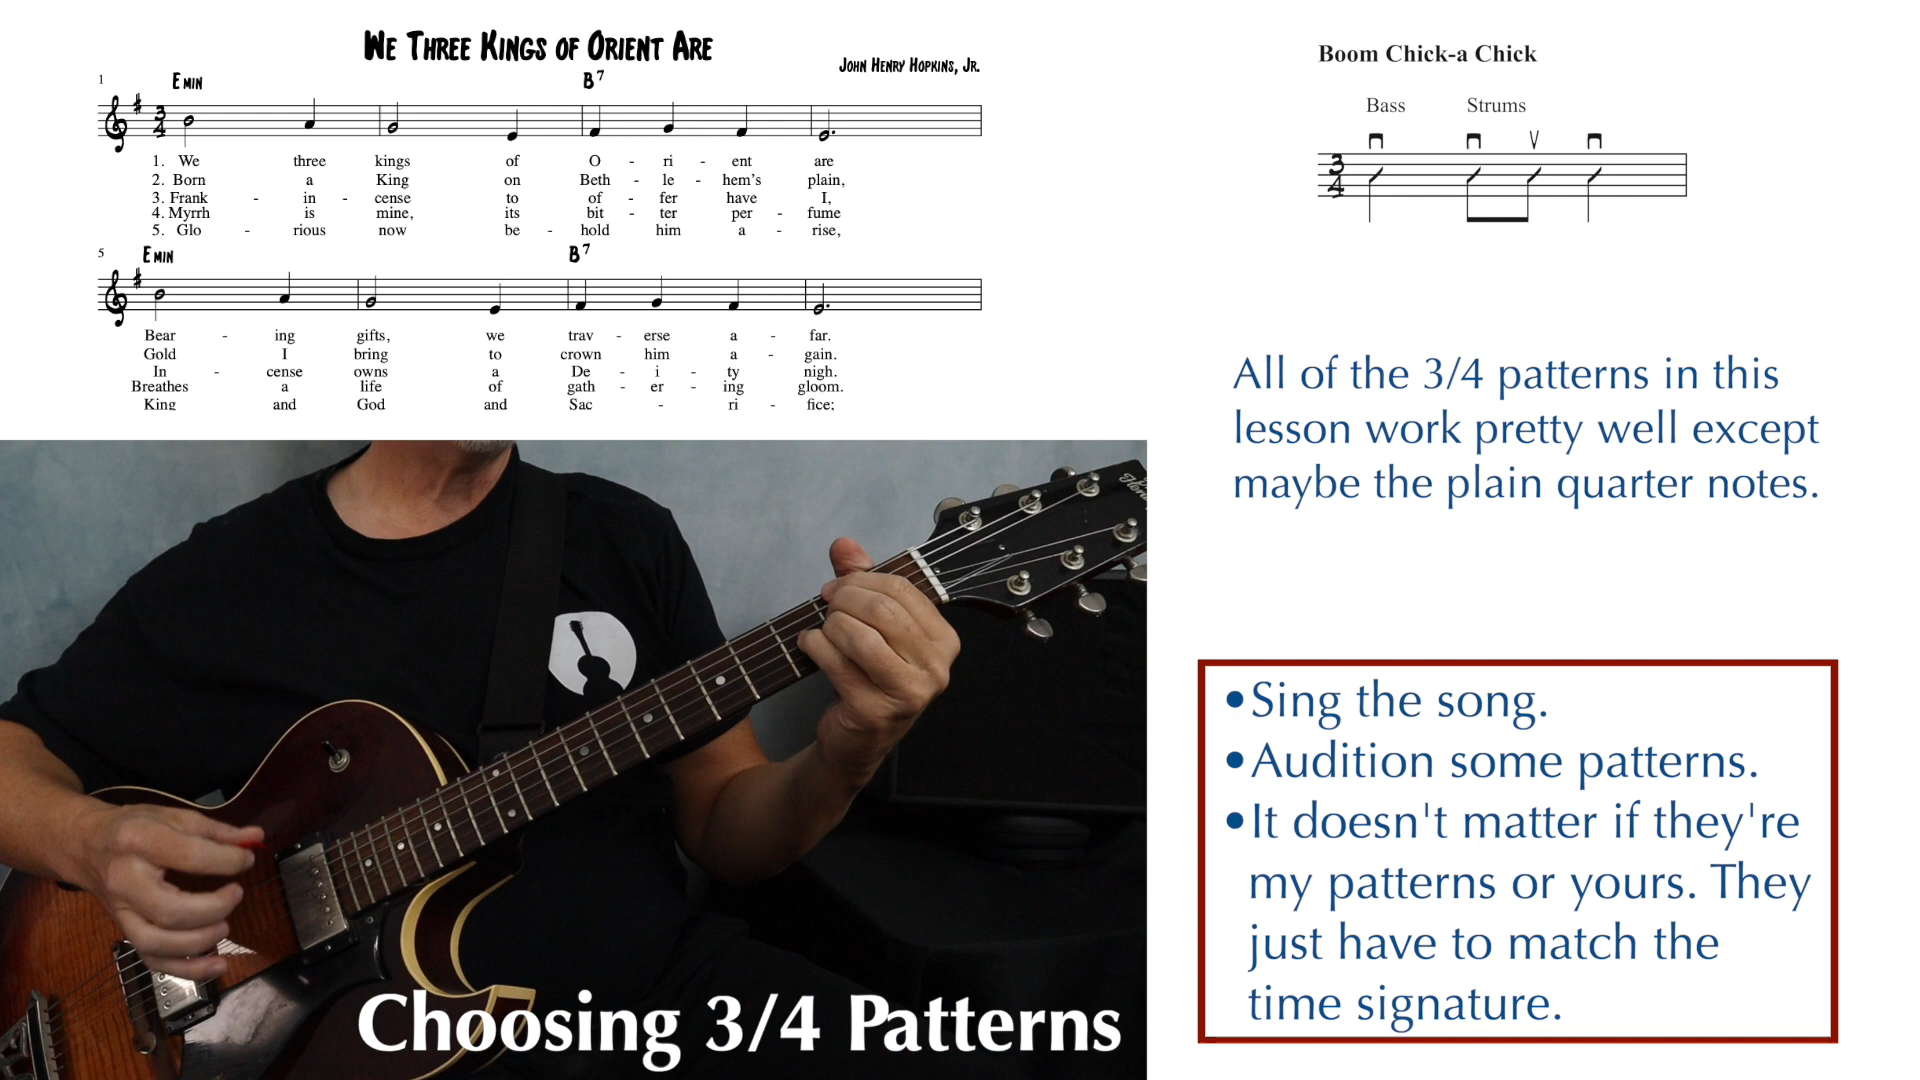 We Three Kings of Orient Are
John Henry Hopkins, Jr.
1
E min B7
3
4
1. We three kings of O - ri - ent are
2. Born a King on Beth - le - hem's plain,
3. Frank - in - cense to of - fer have I,
4. Myrrh is mine, its bit - ter per - fume
5. Glo - rious now be - hold him a - rise,
5
E min B7
Bear - ing gifts, we trav - erse a - far.
Gold I bring to crown him a - gain.
In - cense owns a De - i - ty nigh.
Breathes a life of gath - er - ing gloom.
King and God and Sac - ri - fice;
Boom Chick-a Chick
Bass Strums
3
4
All of the 3/4 patterns in this
lesson work pretty well except
maybe the plain quarter notes.
•Sing the song.
•Audition some patterns.
•It doesn't matter if they're
my patterns or yours. They
just have to match the
time signature.
Choosing 3/4 Patterns